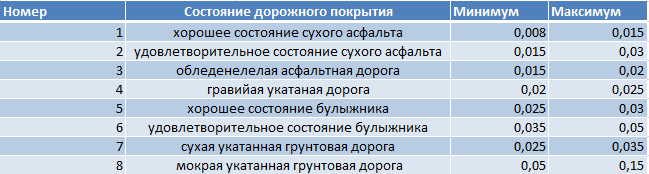 Номер Состояние дорожного покрытия Минимум Максимум
1 хорошее состояние сухого асфальта 0,008 0,015
2 удовлетворительное состояние сухого асфальта 0,015 0,03
3 обледенелелая асфальтная дорога 0,015 0,02
4 гравийая укатаная дорога 0,02 0,025
5 хорошее состояние булыжника 0,025 0,03
6 удовлетворительное состояние булыжника 0,035 0,05
7 сухая укатанная грунтовая дорога 0,025 0,035
8 мокрая укатанная грунтовая дорога 0,05 0,15